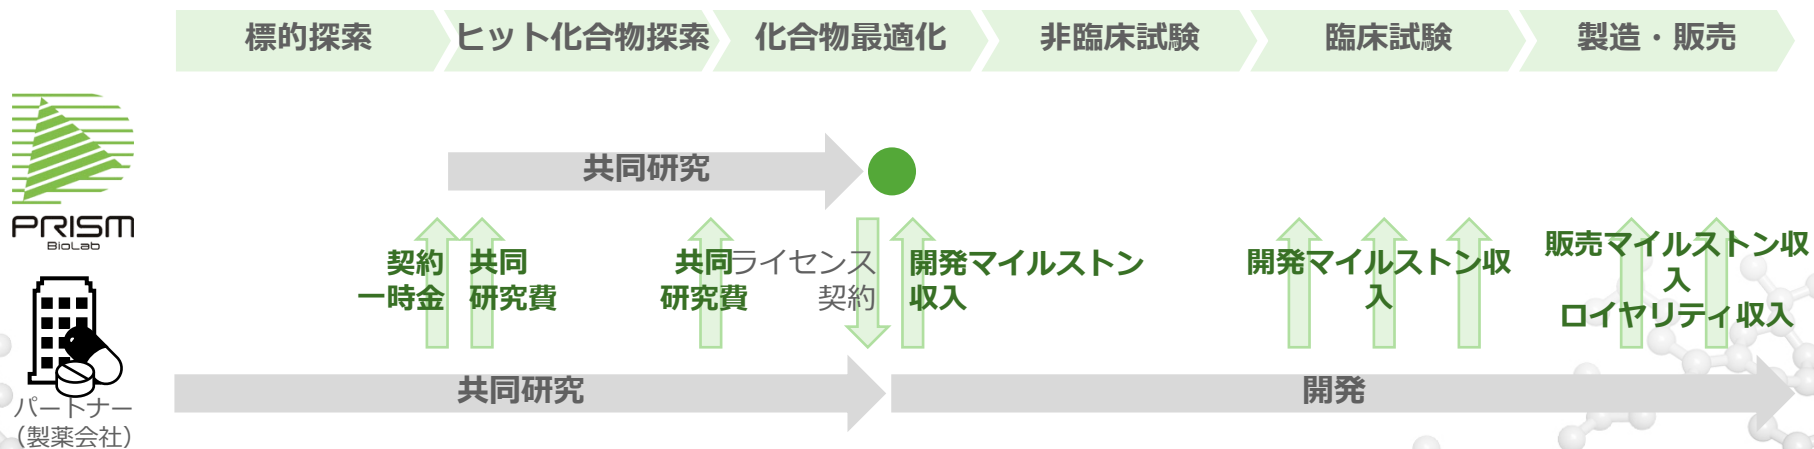 標的探索
ヒット化合物探索
化合物最適化
非臨床試験
臨床試験
製造・販売
PRISM
BioLab
共同研究
契約
一時金
共同
研究費
共同
研究費
ライセンス
契約
開発マイルストン
収入
開発マイルストン収
入
販売マイルストン収
入
ロイヤリティ収入
パートナー
（製薬会社）
共同研究
開発